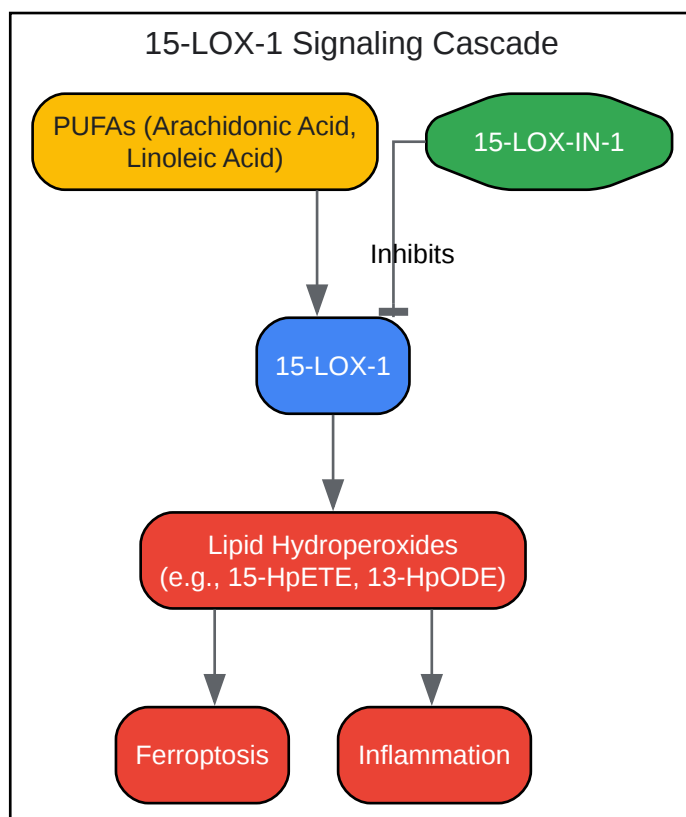 15-LOX-1 Signaling Cascade
PUFAs (Arachidonic Acid,
Linoleic Acid)
15-LOX-IN-1
Inhibits
15-LOX-1
Lipid Hydroperoxides
(e.g., 15-HpETE, 13-HpODE)
Ferroptosis
Inflammation